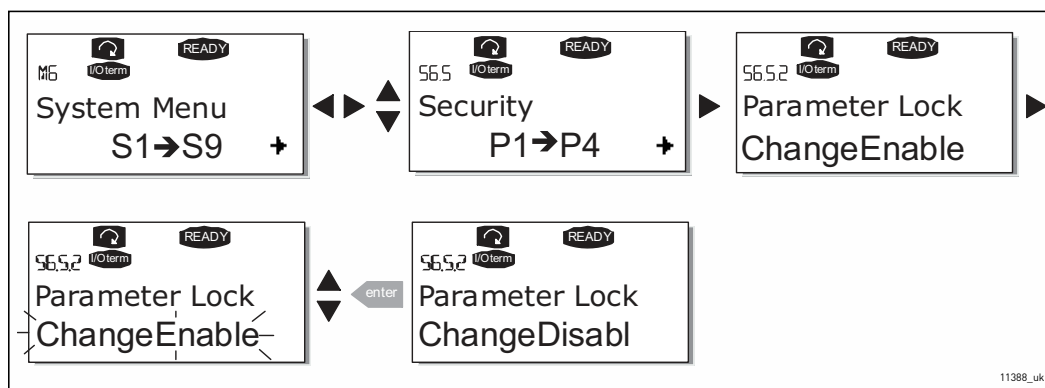 READY
M6 I/Oterm
System Menu
S1➔S9
READY
S6.5 I/Oterm
Security
P1➔P4
READY
S6.5.2 I/Oterm
Parameter Lock
ChangeEnable
READY
S6.5.2 I/Oterm
Parameter Lock
ChangeEnable
enter
READY
S6.5.2 I/Oterm
Parameter Lock
ChangeDisabl
11388_uk